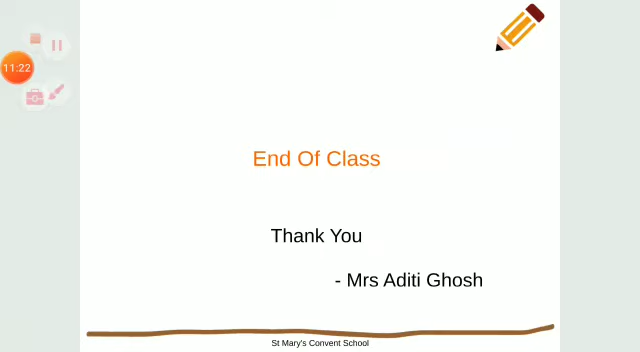 11:22
End Of Class
Thank You
- Mrs Aditi Ghosh
St Mary's Convent School